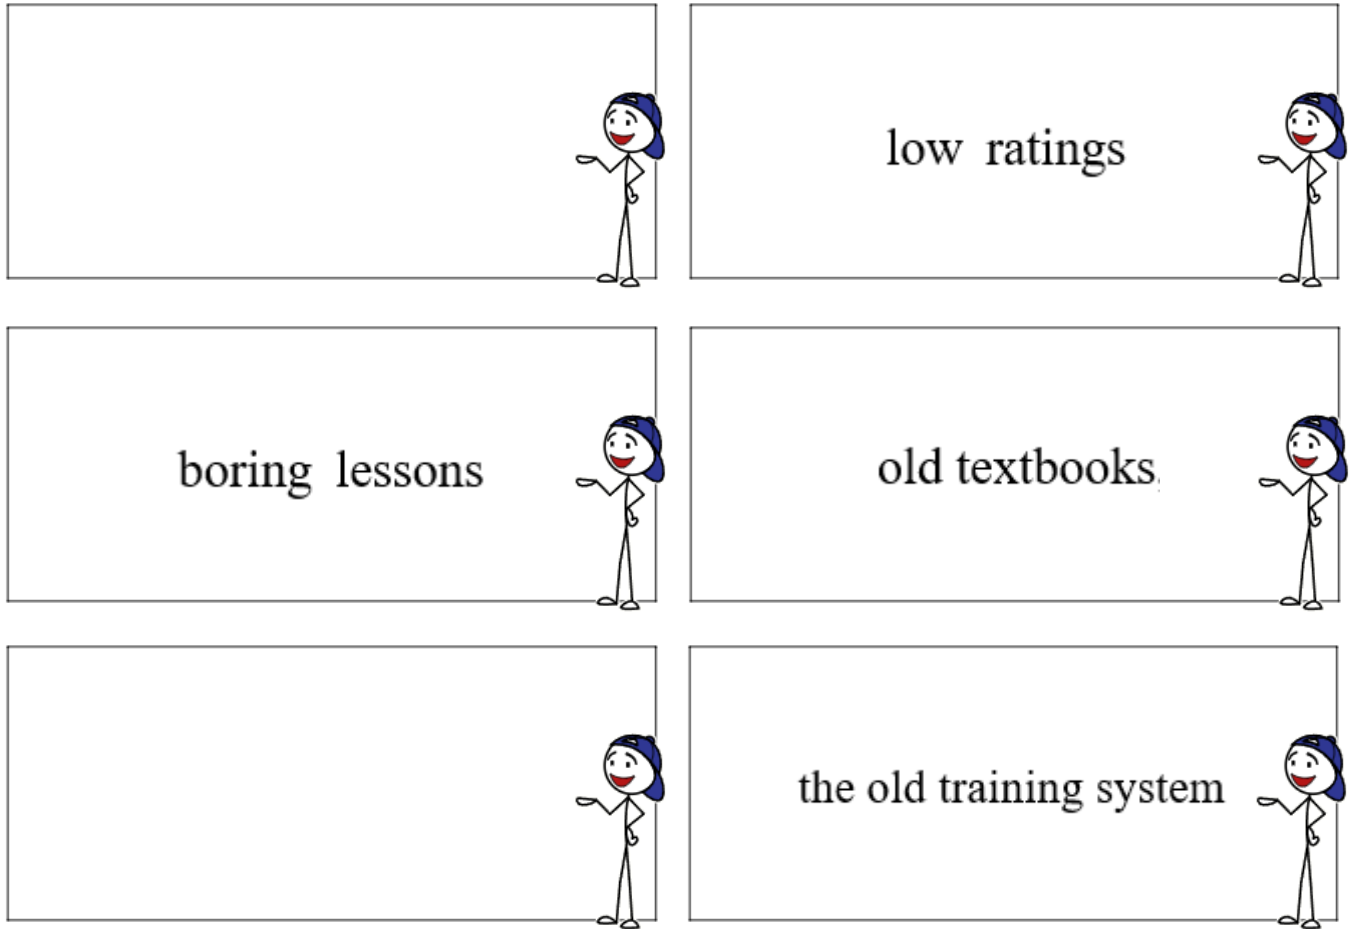 low ratings
boring lessons
old textbooks
the old training system